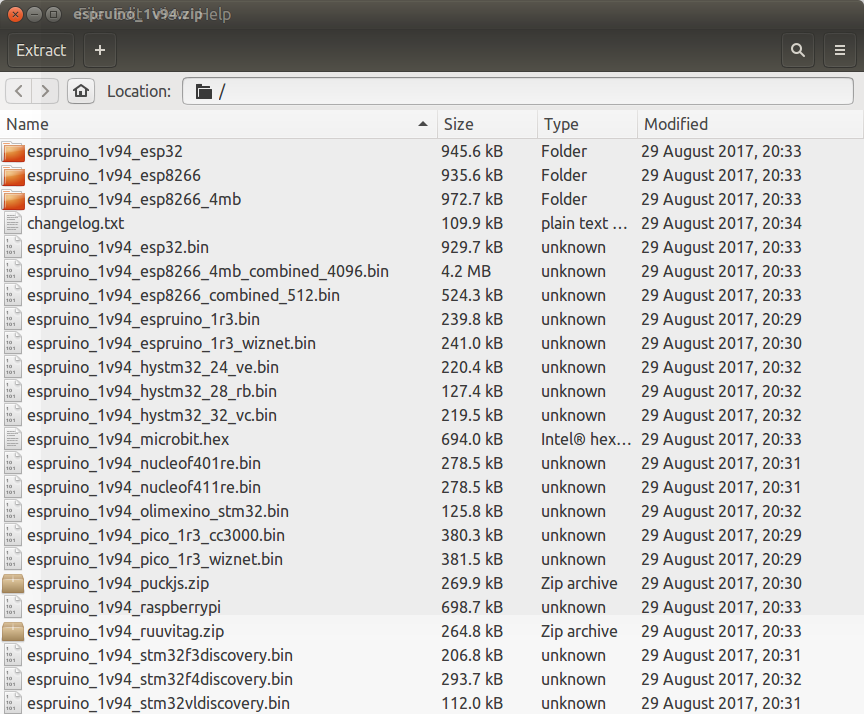 espruino_1v94.zip
File Edit View Help
Extract +
Location: /
Name Size Type Modified
espruino_1v94_esp32 945.6 kB Folder 29 August 2017, 20:33
espruino_1v94_esp8266 935.6 kB Folder 29 August 2017, 20:33
espruino_1v94_esp8266_4mb 972.7 kB Folder 29 August 2017, 20:33
changelog.txt 109.9 kB plain text ... 29 August 2017, 20:34
espruino_1v94_esp32.bin 929.7 kB unknown 29 August 2017, 20:33
espruino_1v94_esp8266_4mb_combined_4096.bin 4.2 MB unknown 29 August 2017, 20:33
espruino_1v94_esp8266_combined_512.bin 524.3 kB unknown 29 August 2017, 20:33
espruino_1v94_espruino_1r3.bin 239.8 kB unknown 29 August 2017, 20:29
espruino_1v94_espruino_1r3_wiznet.bin 241.0 kB unknown 29 August 2017, 20:30
espruino_1v94_hystm32_24_ve.bin 220.4 kB unknown 29 August 2017, 20:32
espruino_1v94_hystm32_28_rb.bin 127.4 kB unknown 29 August 2017, 20:32
espruino_1v94_hystm32_32_vc.bin 219.5 kB unknown 29 August 2017, 20:32
espruino_1v94_microbit.hex 694.0 kB Intel® hex... 29 August 2017, 20:33
espruino_1v94_nucleof401re.bin 278.5 kB unknown 29 August 2017, 20:31
espruino_1v94_nucleof411re.bin 278.5 kB unknown 29 August 2017, 20:31
espruino_1v94_olimexino_stm32.bin 125.8 kB unknown 29 August 2017, 20:32
espruino_1v94_pico_1r3_cc3000.bin 380.3 kB unknown 29 August 2017, 20:29
espruino_1v94_pico_1r3_wiznet.bin 381.5 kB unknown 29 August 2017, 20:29
espruino_1v94_puckjs.zip 269.9 kB Zip archive 29 August 2017, 20:30
espruino_1v94_raspberrypi 698.7 kB unknown 29 August 2017, 20:33
espruino_1v94_ruuvitag.zip 264.8 kB Zip archive 29 August 2017, 20:33
espruino_1v94_stm32f3discovery.bin 206.8 kB unknown 29 August 2017, 20:31
espruino_1v94_stm32f4discovery.bin 293.7 kB unknown 29 August 2017, 20:32
espruino_1v94_stm32vldiscovery.bin 112.0 kB unknown 29 August 2017, 20:31